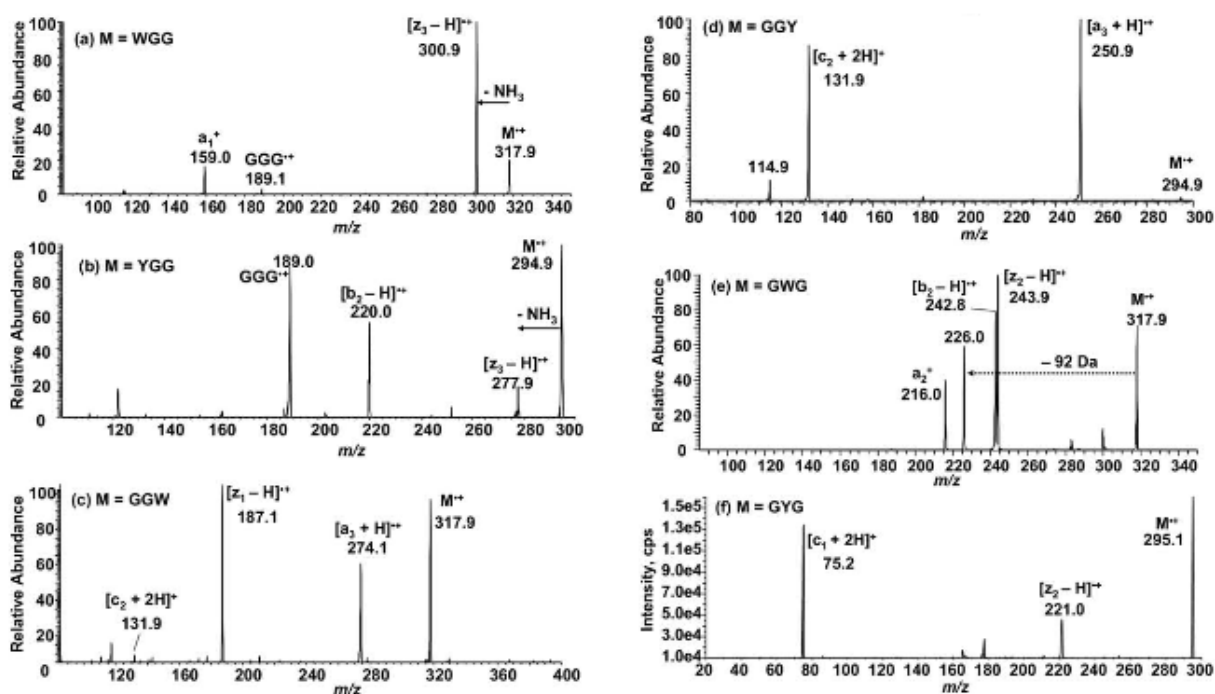 (a) M = WGG
Relative Abundance
100
80
60
40
20
0
[z₃ – H]•+
300.9
- NH₃
M•+
317.9
a₁+
159.0
GGG•+
189.1
100 120 140 160 180 200 220 240 260 280 300 320 340
m/z
(b) M = YGG
Relative Abundance
100
80
60
40
20
0
189.0
GGG•+
[b₂ – H]•+
220.0
M•+
294.9
- NH₃
[z₃ – H]•+
277.9
120 140 160 180 200 220 240 260 280 300
m/z
(c) M = GGW
Relative Abundance
100
80
60
40
20
0
[z₁ – H]•+
187.1
[a₃ + H]•+
274.1
M•+
317.9
[c₂ + 2H]+
131.9
120 160 200 240 280 320 360 400
m/z
(d) M = GGY
Relative Abundance
100
80
60
40
20
0
[c₂ + 2H]+
131.9
[a₃ + H]•+
250.9
114.9
M•+
294.9
80 100 120 140 160 180 200 220 240 260 280 300
m/z
(e) M = GWG
Relative Abundance
100
80
60
40
20
0
[b₂ – H]•+
242.8
[z₂ – H]•+
243.9
M•+
317.9
226.0
– 92 Da
a₂+
216.0
100 120 140 160 180 200 220 240 260 280 300 320 340
m/z
(f) M = GYG
Intensity, cps
1.5e5
1.3e5
1.1e5
9.0e4
7.0e4
5.0e4
3.0e4
1.0e4
[c₁ + 2H]+
75.2
M•+
295.1
[z₂ – H]•+
221.0
20 60 100 140 180 220 260 300
m/z